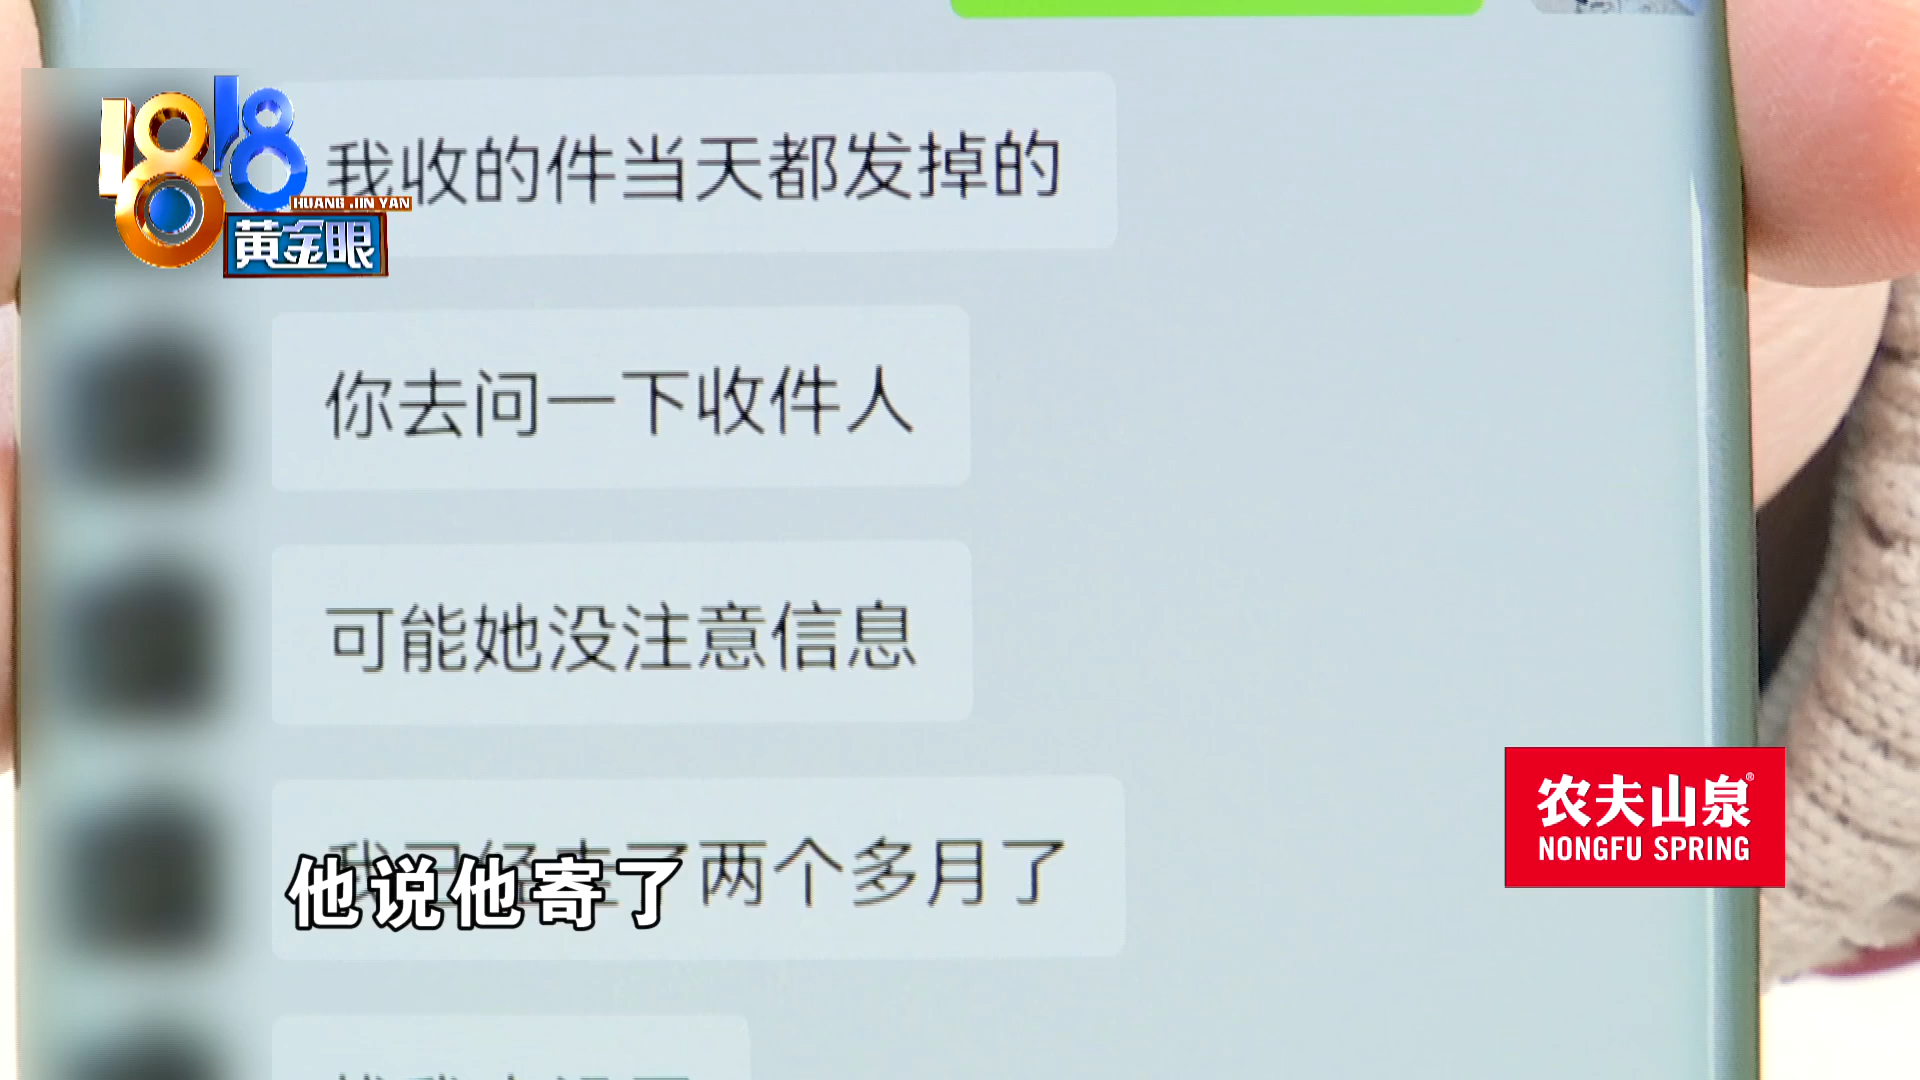 1818
HUANG JIN YAN
黄金眼
我收的件当天都发掉的
你去问一下收件人
可能她没注意信息
两个多月了
他说他寄了
农夫山泉®
NONGFU SPRING